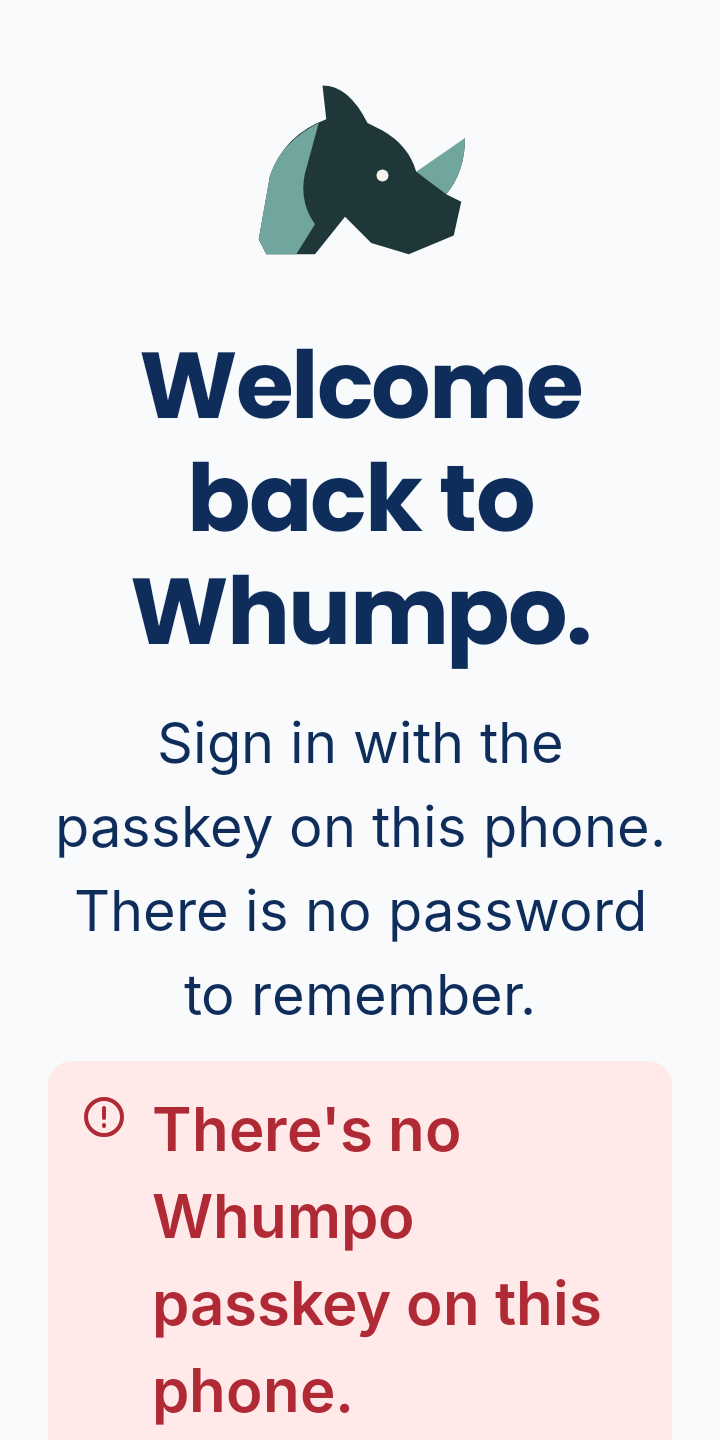 Welcome
back to
Whumpo.
Sign in with the
passkey on this phone.
There is no password
to remember.
There's no
Whumpo
passkey on this
phone.